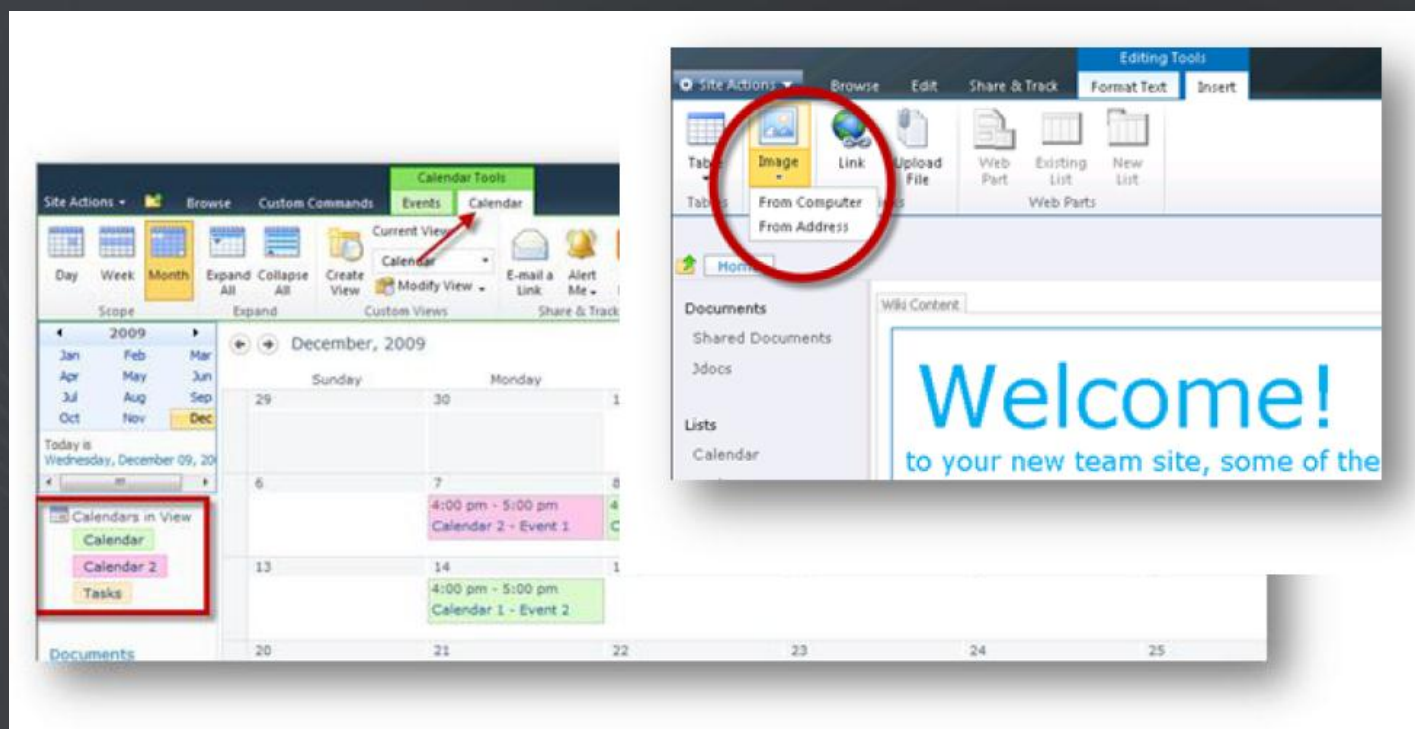 Calendar Tools
Site Actions Browse Custom Commands Events Calendar
Current View
Calendar
Day Week Month Expand All Collapse All Create View Modify View E-mail a Link Alert Me
Scope Expand Custom Views Share & Track
2009
Jan Feb Mar
Apr May Jun
Jul Aug Sep
Oct Nov Dec
Today is
Wednesday, December 09, 20
Calendars in View
Calendar
Calendar 2
Tasks
Documents
December, 2009
Sunday Monday
29 30 1
6 7 8
4:00 pm - 5:00 pm 4
Calendar 2 - Event 1 C
13 14 1
4:00 pm - 5:00 pm
Calendar 1 - Event 2
20 21 22 23 24 25
Editing Tools
Site Actions Browse Edit Share & Track Format Text Insert
Table Image Link Upload File Web Part Existing List New List
Web Parts
From Computer
From Address
Home
Documents
Shared Documents
Jdocs
Lists
Calendar
Wiki Content
Welcome!
to your new team site, some of the